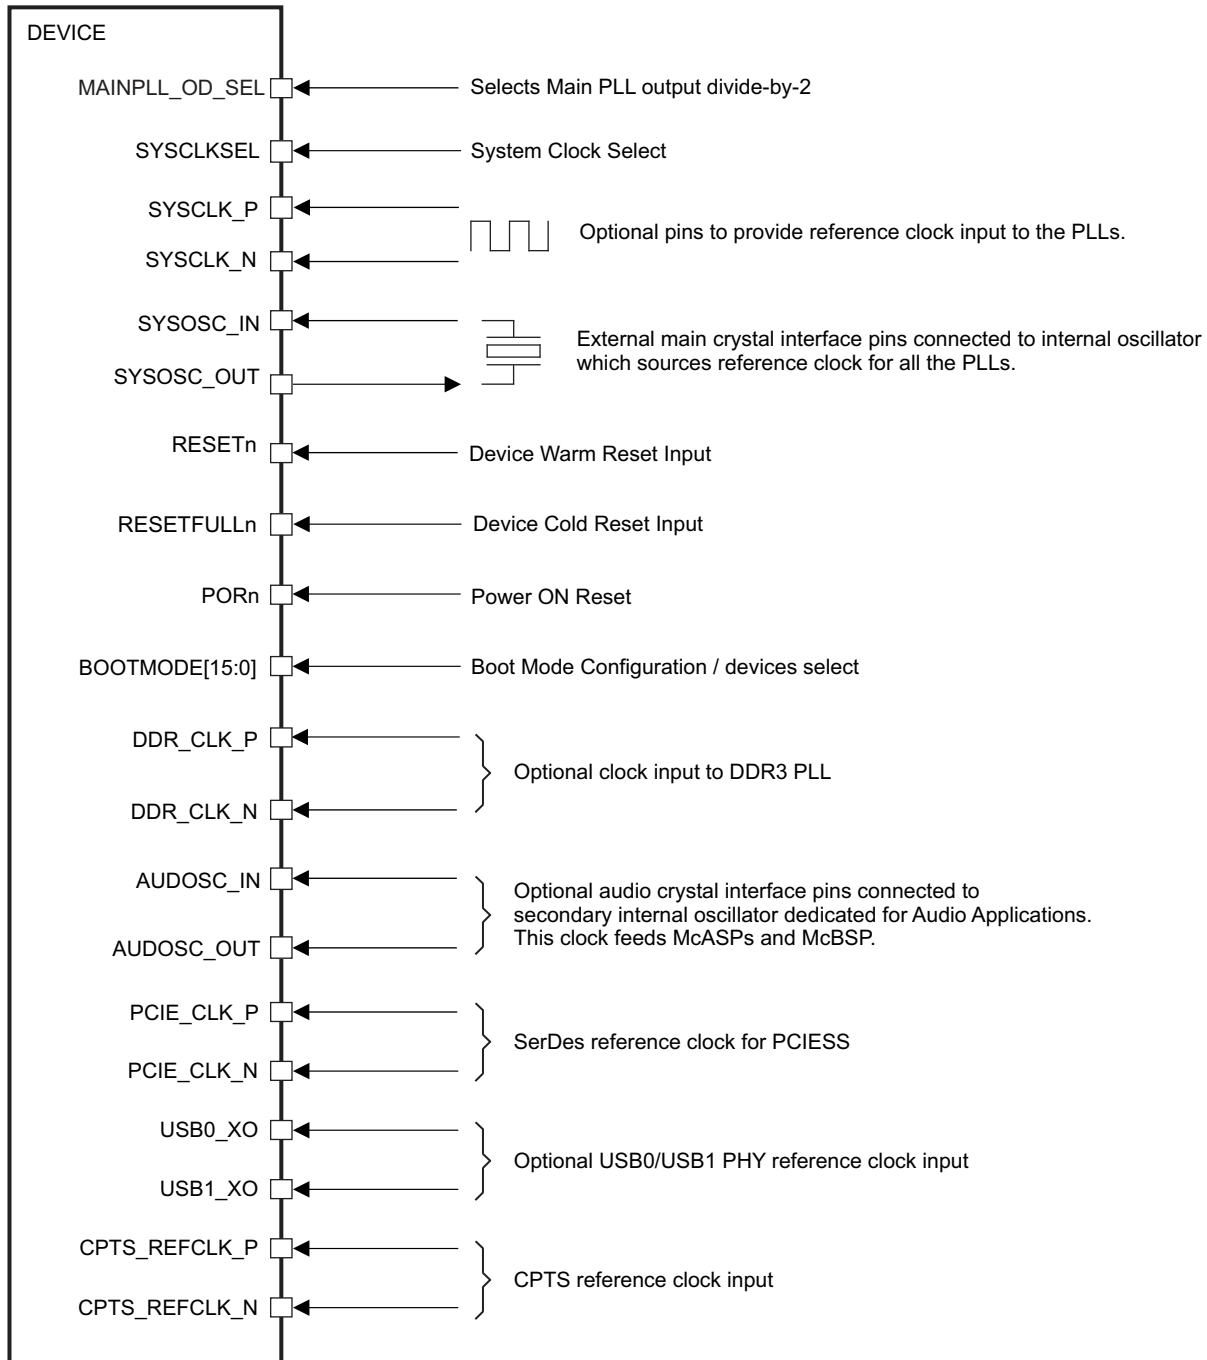 DEVICE
MAINPLL_OD_SEL Selects Main PLL output divide-by-2
SYSCLKSEL System Clock Select
SYSCLK_P
Optional pins to provide reference clock input to the PLLs.
SYSCLK_N
SYSOSC_IN
External main crystal interface pins connected to internal oscillator
which sources reference clock for all the PLLs.
SYSOSC_OUT
RESETn Device Warm Reset Input
RESETFULLn Device Cold Reset Input
PORn Power ON Reset
BOOTMODE[15:0] Boot Mode Configuration / devices select
DDR_CLK_P
Optional clock input to DDR3 PLL
DDR_CLK_N
AUDOSC_IN
Optional audio crystal interface pins connected to
secondary internal oscillator dedicated for Audio Applications.
This clock feeds McASPs and McBSP.
AUDOSC_OUT
PCIE_CLK_P
SerDes reference clock for PCIESS
PCIE_CLK_N
USB0_XO
Optional USB0/USB1 PHY reference clock input
USB1_XO
CPTS_REFCLK_P
CPTS reference clock input
CPTS_REFCLK_N